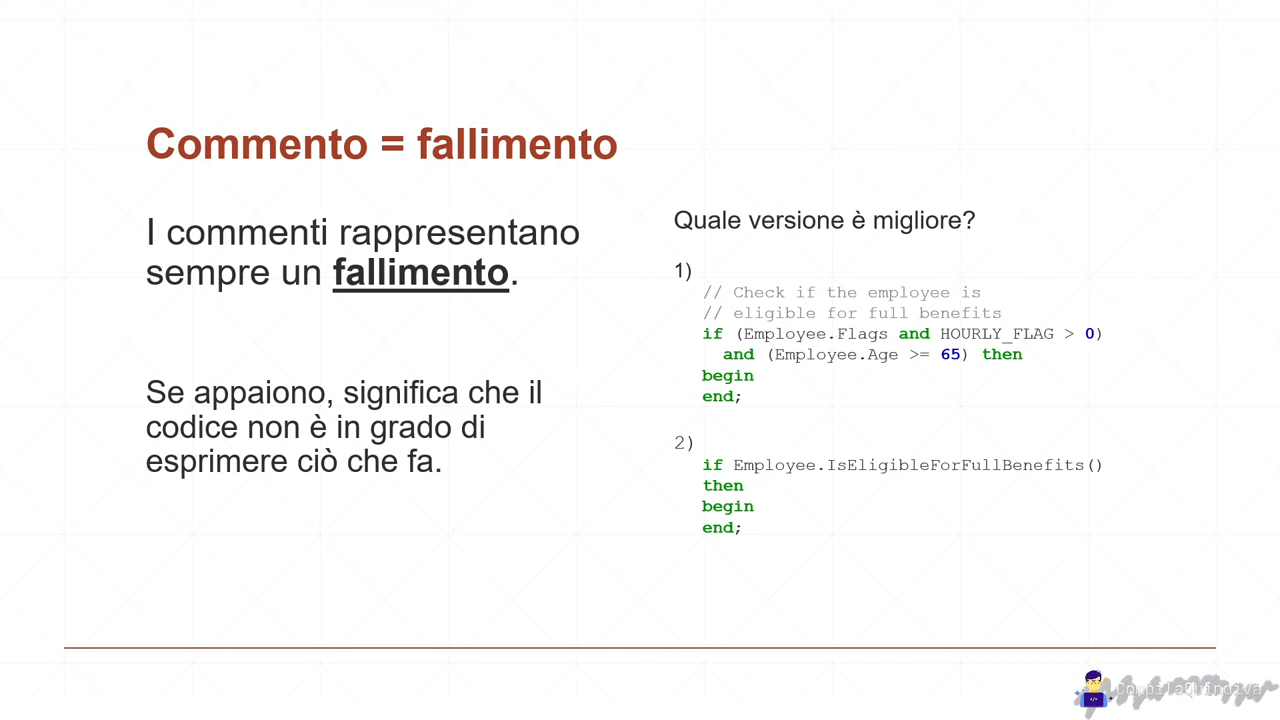 Commento = fallimento
I commenti rappresentano
sempre un fallimento.
Se appaiono, significa che il
codice non è in grado di
esprimere ciò che fa.
Quale versione è migliore?
1)
// Check if the employee is
// eligible for full benefits
if (Employee.Flags and HOURLY_FLAG > 0)
and (Employee.Age >= 65) then
begin
end;
2)
if Employee.IsEligibleForFullBenefits()
then
begin
end;